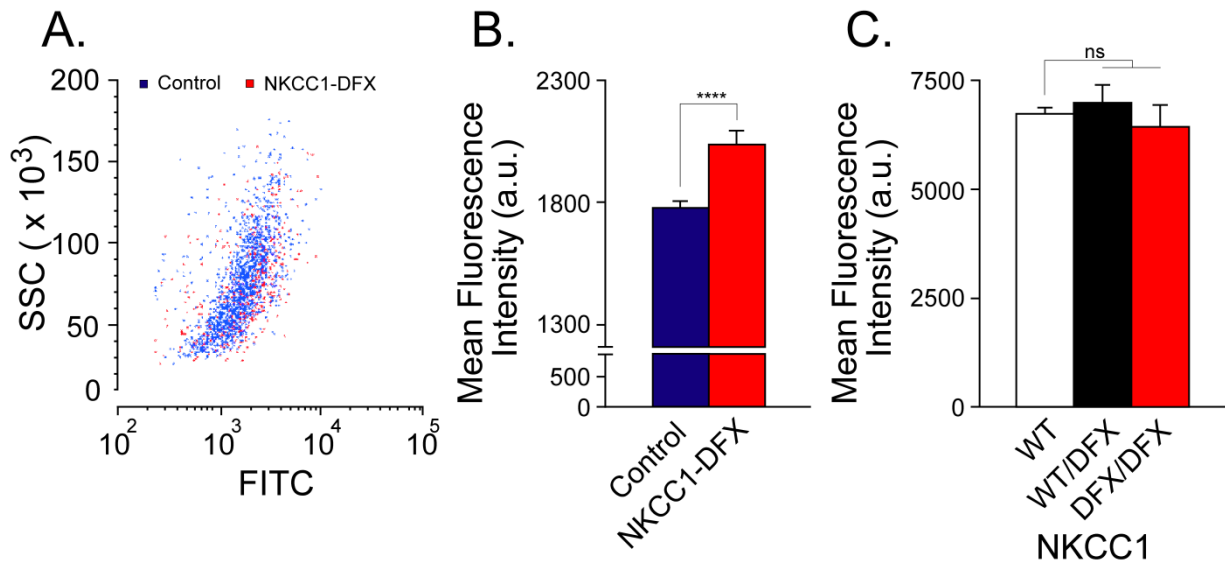 A.
SSC ( x 10³)
200
150
100
50
0
Control
NKCC1-DFX
10²
10³
10⁴
10⁵
FITC
B.
Mean Fluorescence
Intensity (a.u.)
2300
1800
1300
500
0
****
Control
NKCC1-DFX
C.
Mean Fluorescence
Intensity (a.u.)
7500
5000
2500
0
ns
WT
WT/DFX
DFX/DFX
NKCC1